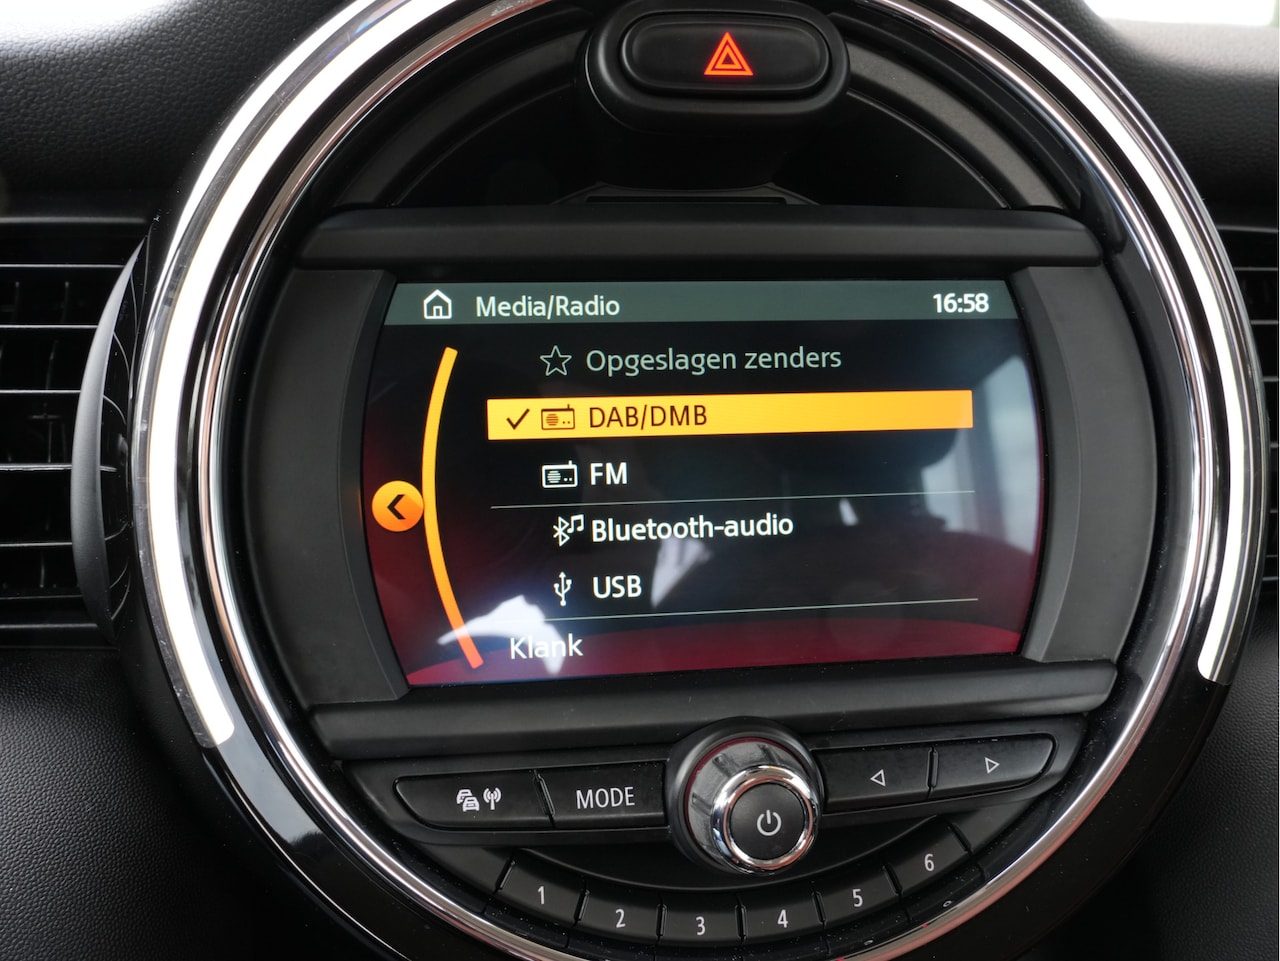 Media/Radio 16:58
Opgeslagen zenders
DAB/DMB
FM
Bluetooth-audio
USB
Klank
MODE
1 2 3 4 5 6